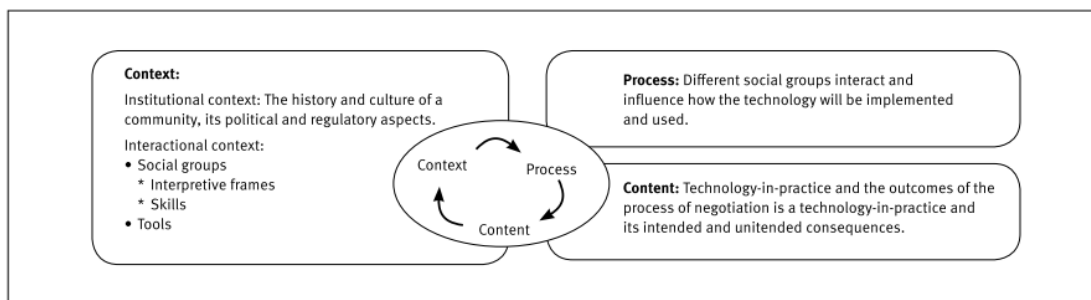 Context:
Institutional context: The history and culture of a
community, its political and regulatory aspects.
Interactional context:
• Social groups
* Interpretive frames
* Skills
• Tools
Process: Different social groups interact and
influence how the technology will be implemented
and used.
Content: Technology-in-practice and the outcomes of the
process of negotiation is a technology-in-practice and
its intended and unitended consequences.
Context
Process
Content